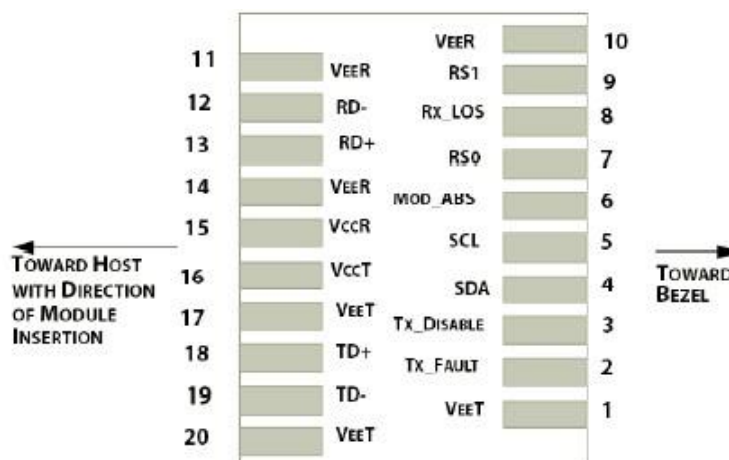 11
VEER
12
RD-
13
RD+
14
VEER
15
VCCR
16
VCCT
17
VEET
18
TD+
19
TD-
20
VEET
VEER
10
RS1
9
RX_LOS
8
RS0
7
MOD_ABS
6
SCL
5
SDA
4
TX_DISABLE
3
TX_FAULT
2
VEET
1
TOWARD HOST
WITH DIRECTION
OF MODULE
INSERTION
TOWARD
BEZEL